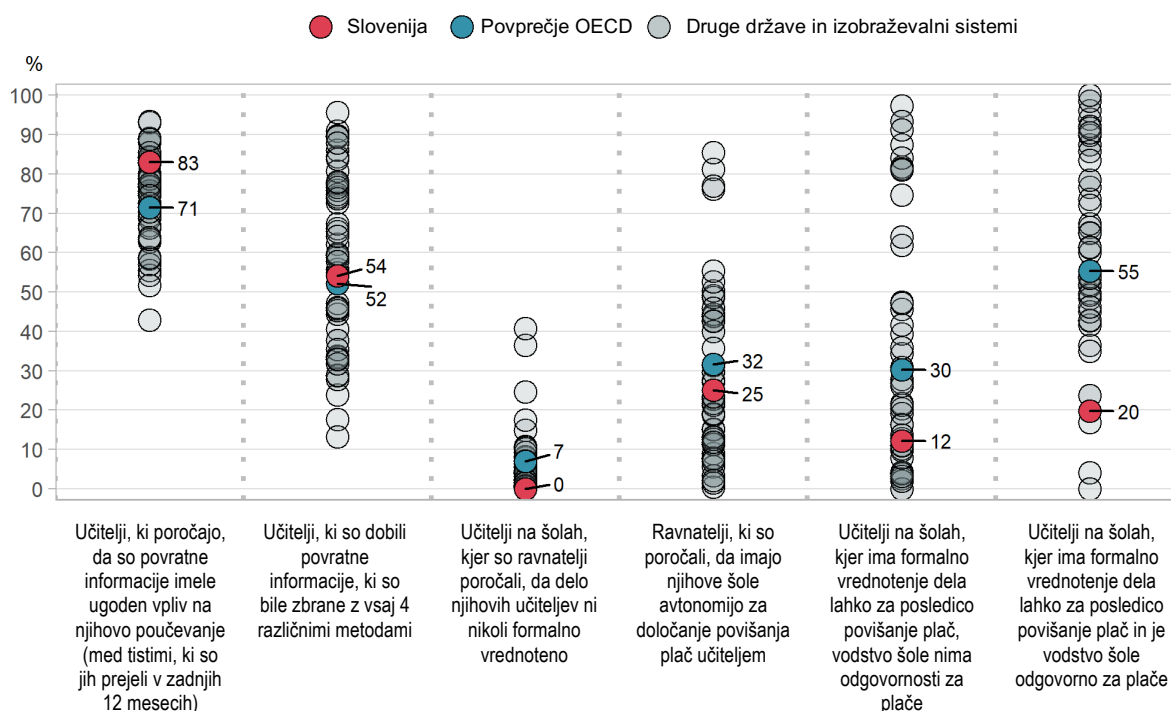 Slovenija Povprečje OECD Druge države in izobraževalni sistemi
%
100
90
80
70
60
50
40
30
20
10
0
83
71
54
52
7
0
32
25
30
12
55
20
Učitelji, ki poročajo,
da so povratne
informacije imele
ugoden vpliv na
njihovo poučevanje
(med tistimi, ki so
jih prejeli v zadnjih
12 mesecih)
Učitelji, ki so dobili
povratne
informacije, ki so
bile zbrane z vsaj 4
različnimi metodami
Učitelji na šolah,
kjer so ravnatelji
poročali, da delo
njihovih učiteljev ni
nikoli formalno
vrednoteno
Ravnatelji, ki so
poročali, da imajo
njihove šole
avtonomijo za
določanje povišanja
plač učiteljem
Učitelji na šolah,
kjer ima formalno
vrednotenje dela
lahko za posledico
povišanje plač,
vodstvo šole nima
odgovornosti za
plače
Učitelji na šolah,
kjer ima formalno
vrednotenje dela
lahko za posledico
povišanje plač in je
vodstvo šole
odgovorno za plače